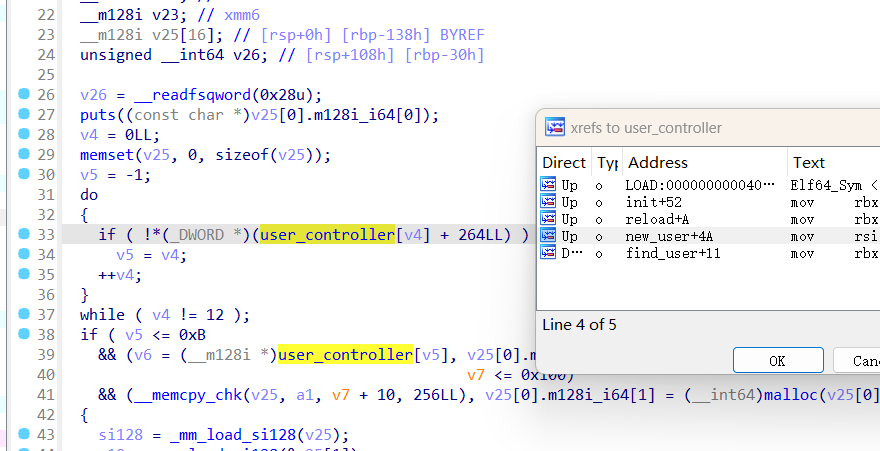 22 __m128i v23; // xmm6
23 __m128i v25[16]; // [rsp+0h] [rbp-138h] BYREF
24 unsigned __int64 v26; // [rsp+108h] [rbp-30h]
25
26 v26 = __readfsqword(0x28u);
27 puts((const char *)v25[0].m128i_i64[0]);
28 v4 = 0LL;
29 memset(v25, 0, sizeof(v25));
30 v5 = -1;
31 do
32 {
33 if ( !*(_DWORD *)(user_controller[v4] + 264LL) )
34 v5 = v4;
35 ++v4;
36 }
37 while ( v4 != 12 );
38 if ( v5 <= 0xB
39 && (v6 = (__m128i *)user_controller[v5], v25[0].m
40 v7 <= 0x100)
41 && (__memcpy_chk(v25, a1, v7 + 10, 256LL), v25[0].m128i_i64[1] = (__int64)malloc(v25[0]
42 {
43 si128 = _mm_load_si128(v25);
xrefs to user_controller
Direct Typ Address Text
Up o LOAD:000000000040… Elf64_Sym <
Up o init+52 mov rbx
Up o reload+A mov rbx
Up o new_user+4A mov rsi
D… o find_user+11 mov rbx
Line 4 of 5
OK
Canc